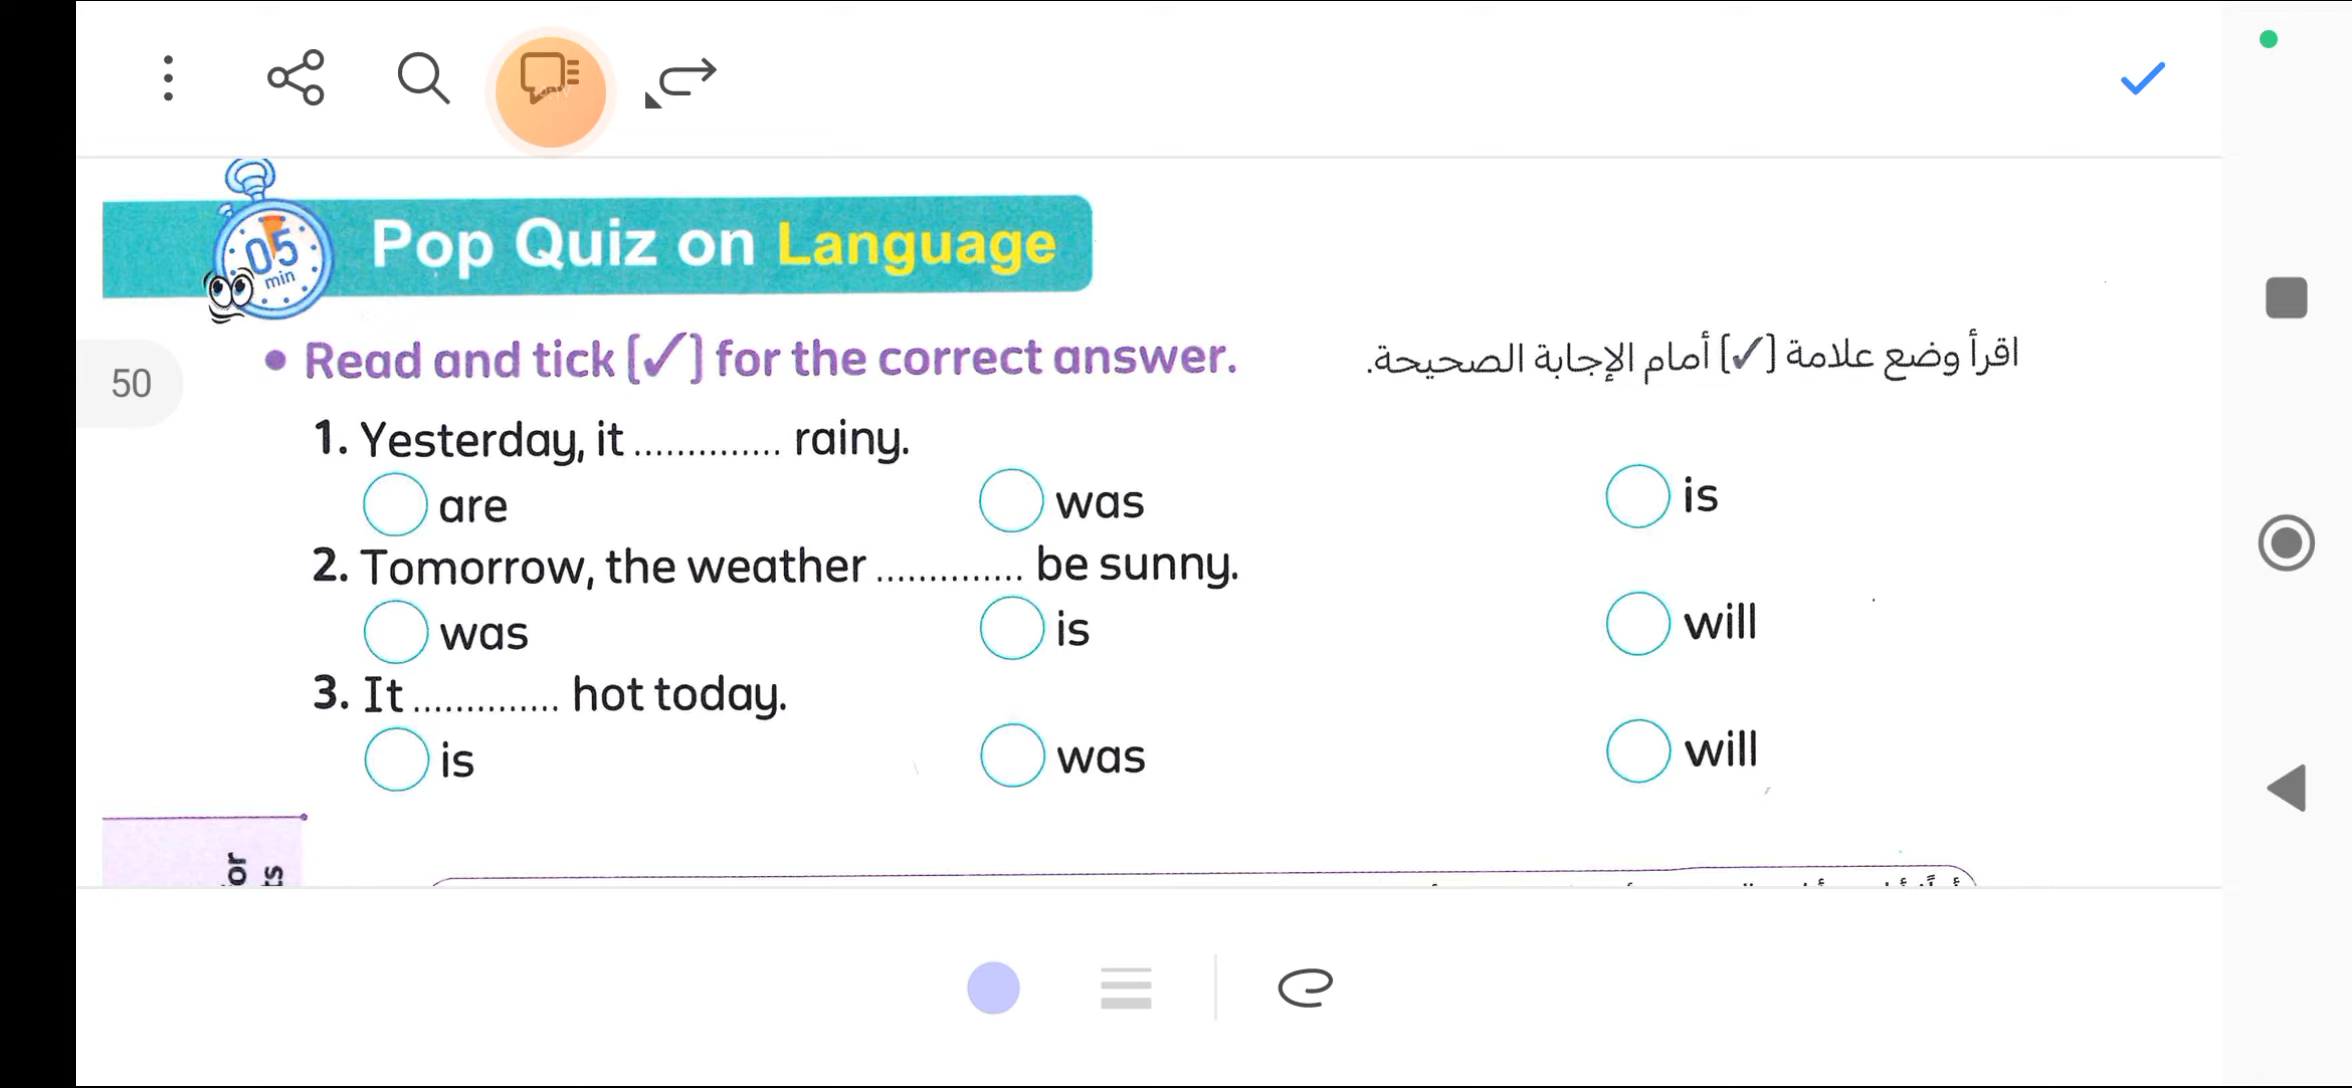 05
min
Pop Quiz on Language
• Read and tick [✓] for the correct answer.
اقرأ وضع علامة [✓] أمام الإجابة الصحيحة.
50
1. Yesterday, it .............. rainy.
are was is
2. Tomorrow, the weather .............. be sunny.
was is will
3. It .............. hot today.
is was will
or
ts